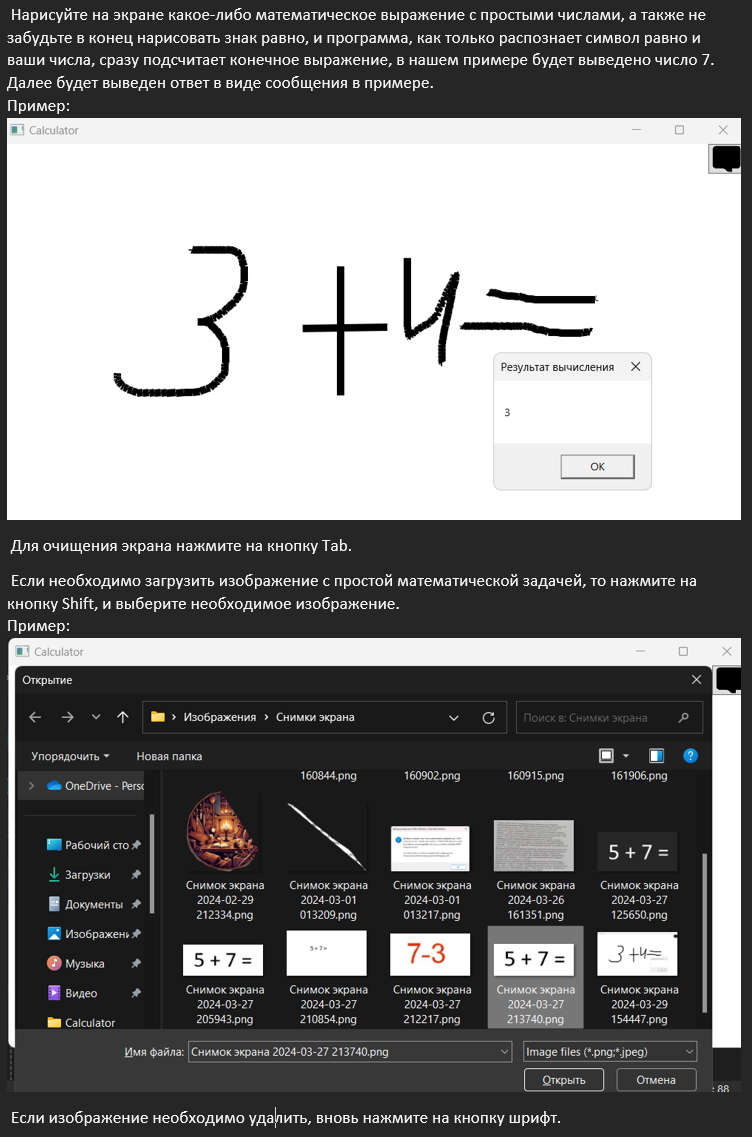 Нарисуйте на экране какое-либо математическое выражение с простыми числами, а также не
забудьте в конец нарисовать знак равно, и программа, как только распознает символ равно и
ваши числа, сразу подсчитает конечное выражение, в нашем примере будет выведено число 7.
Далее будет выведен ответ в виде сообщения в примере.
Пример:
Calculator
3 + 4 =
Результат вычисления
3
ОК
Для очищения экрана нажмите на кнопку Tab.
Если необходимо загрузить изображение с простой математической задачей, то нажмите на
кнопку Shift, и выберите необходимое изображение.
Пример:
Calculator
Открытие
Изображения > Снимки экрана
Поиск в: Снимки экрана
Упорядочить
Новая папка
OneDrive - Perso
Рабочий сто
Загрузки
Документы
Изображени
Музыка
Видео
Calculator
160844.png
160902.png
160915.png
161906.png
5 + 7 =
Снимок экрана 2024-02-29 212334.png
Снимок экрана 2024-03-01 013209.png
Снимок экрана 2024-03-01 013217.png
Снимок экрана 2024-03-26 161351.png
Снимок экрана 2024-03-27 125650.png
5 + 7 =
5 + 7 =
7-3
5 + 7 =
3+4=
Снимок экрана 2024-03-27 205943.png
Снимок экрана 2024-03-27 210854.png
Снимок экрана 2024-03-27 212217.png
Снимок экрана 2024-03-27 213740.png
Снимок экрана 2024-03-29 154447.png
Имя файла:
Снимок экрана 2024-03-27 213740.png
Image files (*.png;*.jpeg)
Открыть
Отмена
: 88
Если изображение необходимо удалить, вновь нажмите на кнопку шрифт.